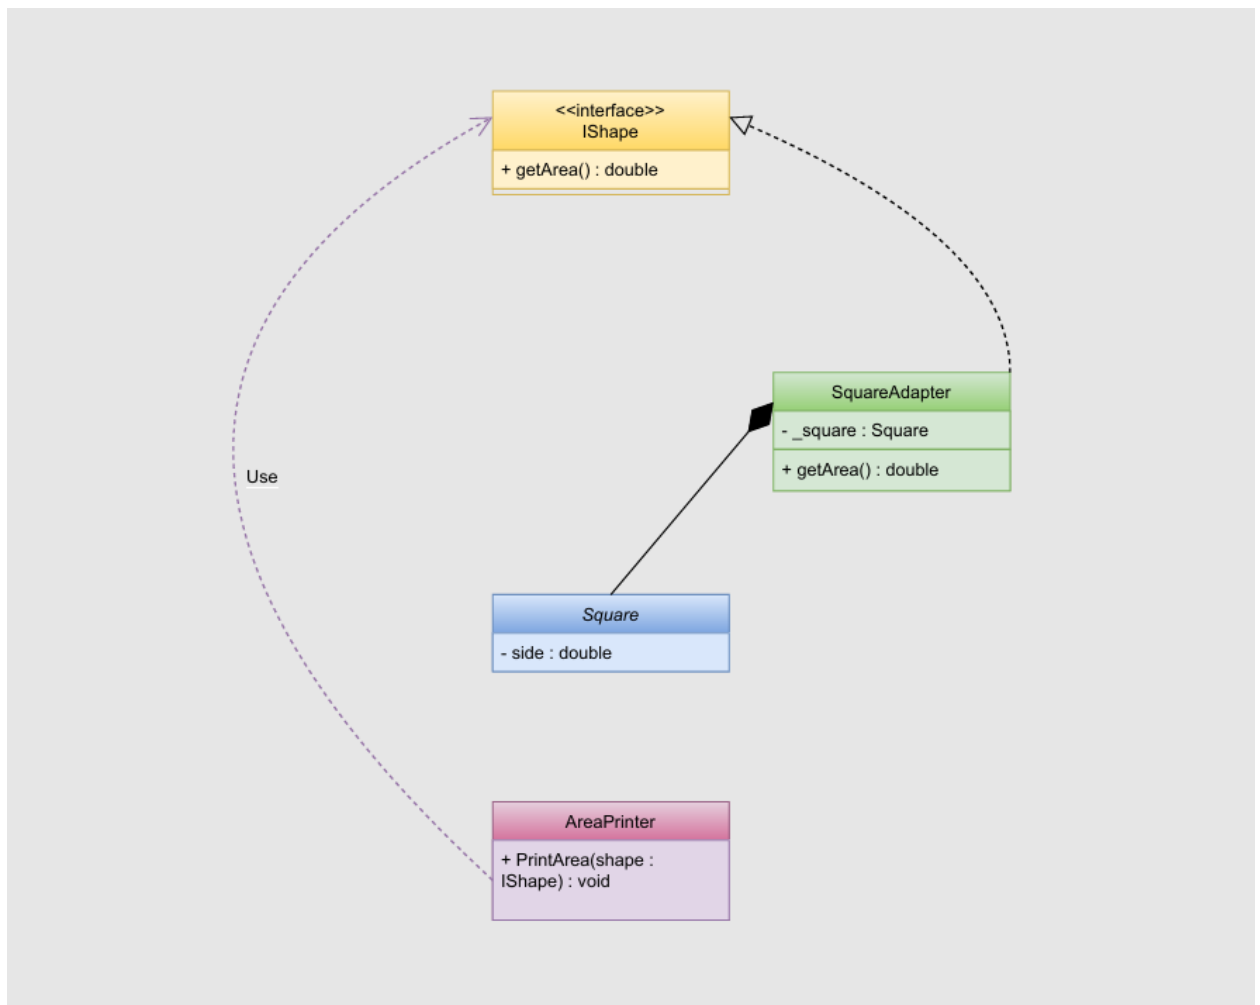 <<interface>>
IShape
+ getArea() : double
SquareAdapter
- _square : Square
+ getArea() : double
Use
Square
- side : double
AreaPrinter
+ PrintArea(shape :
IShape) : void